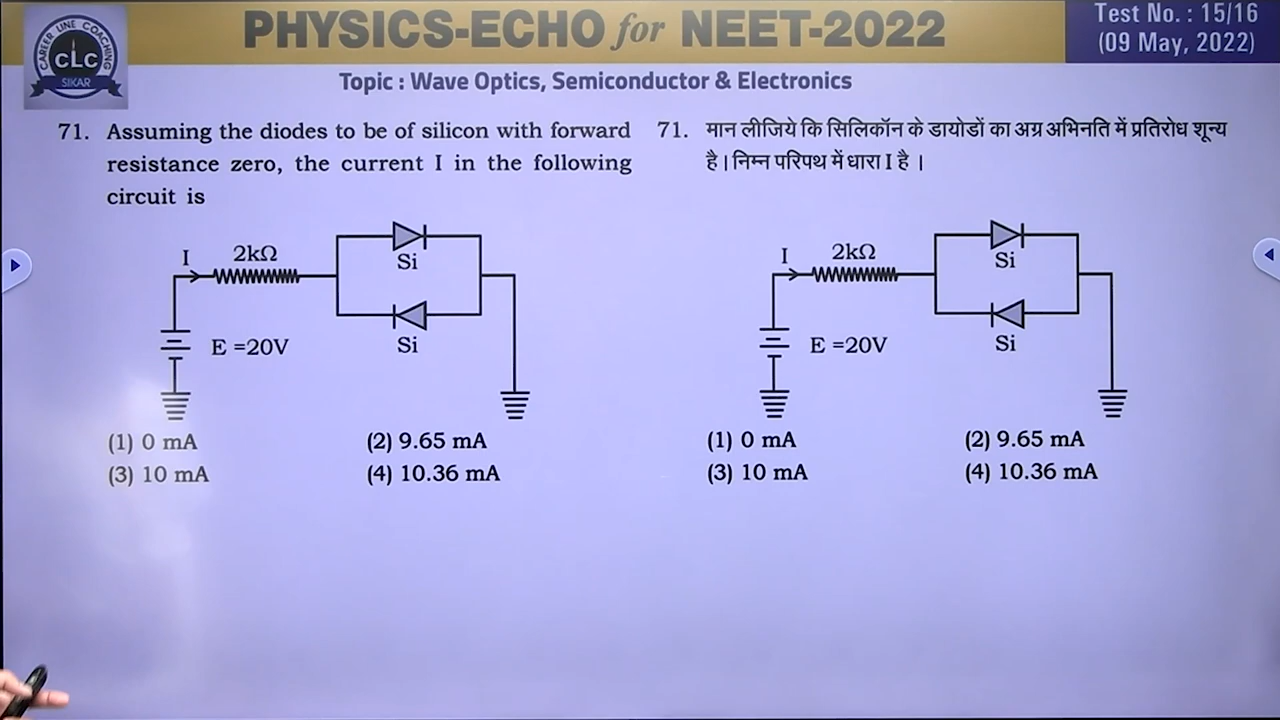 PHYSICS-ECHO for NEET-2022
Test No. : 15/16
(09 May, 2022)
CAREER LINE COACHING
CLC
SIKAR
Topic : Wave Optics, Semiconductor & Electronics
71. Assuming the diodes to be of silicon with forward
resistance zero, the current I in the following
circuit is
I
2kΩ
Si
Si
E =20V
(1) 0 mA (2) 9.65 mA
(3) 10 mA (4) 10.36 mA
71. मान लीजिये कि सिलिकॉन के डायोडों का अग्र अभिनति में प्रतिरोध शून्य
है। निम्न परिपथ में धारा I है ।
I
2kΩ
Si
Si
E =20V
(1) 0 mA (2) 9.65 mA
(3) 10 mA (4) 10.36 mA